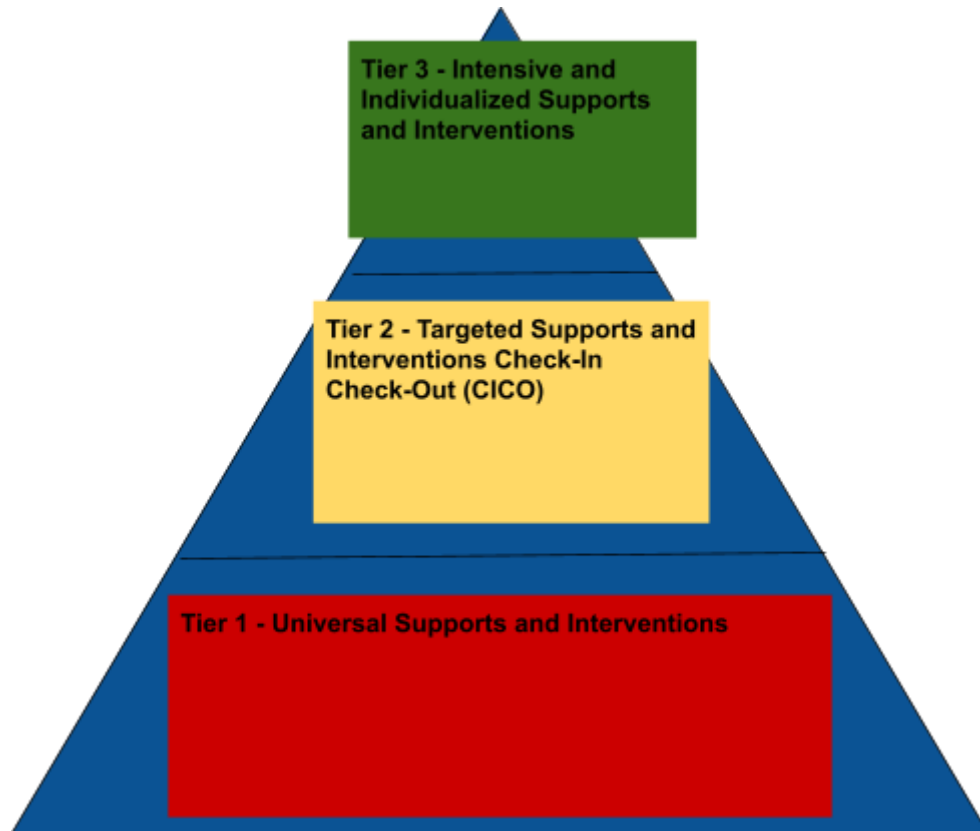 Tier 3 - Intensive and
Individualized Supports
and Interventions
Tier 2 - Targeted Supports and
Interventions Check-In
Check-Out (CICO)
Tier 1 - Universal Supports and Interventions